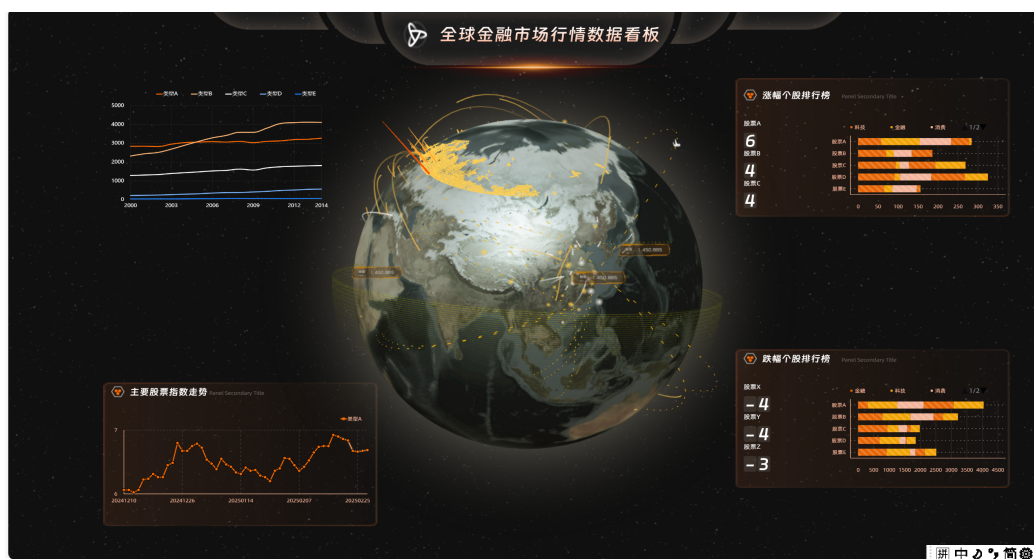 全球金融市场行情数据看板
类型A 类型B 类型C 类型D 类型E
5000
4000
3000
2000
1000
0
2000 2003 2006 2009 2012 2014
涨幅个股排行榜 Panel Secondary Title
股票A
6
股票B
4
股票C
4
科技 金融 消费 1/2
股票A
股票B
股票C
股票D
股票E
0 50 100 150 200 250 300 350
主要股票指数走势 Panel Secondary Title
类型A
7
6
20241210 20241226 20250114 20250207 20250225
跌幅个股排行榜 Panel Secondary Title
股票X
-4
股票Y
-4
股票Z
-3
金融 科技 消费 1/2
股票A
股票B
股票C
股票D
股票E
0 500 1000 1500 2000 2500 3000 3500 4000 4500
拼 中 简